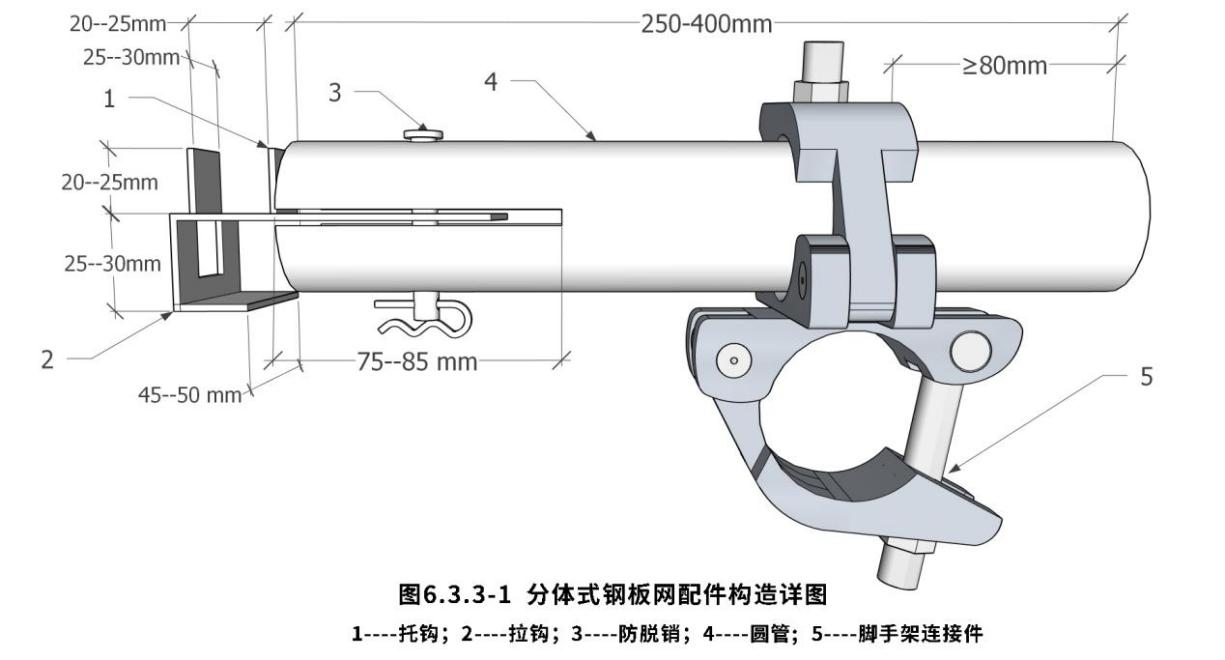 20--25mm
250-400mm
25--30mm
≥80mm
1
3
4
20--25mm
25--30mm
2
75--85 mm
45--50 mm
5
图6.3.3-1 分体式钢板网配件构造详图
1----托钩；2----拉钩；3----防脱销；4----圆管；5----脚手架连接件